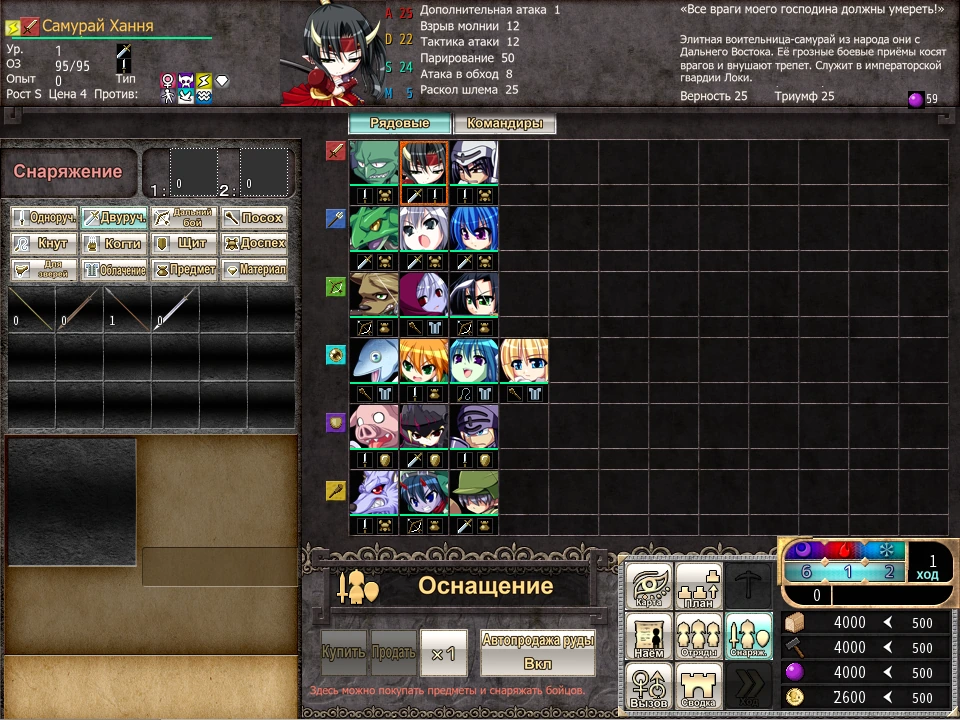 Самурай Хання
Ур. 1
ОЗ 95/95
Опыт 0 Тип
Рост S Цена 4 Против:
A 25
D 22
S 24
M 5
Дополнительная атака 1
Взрыв молнии 12
Тактика атаки 12
Парирование 50
Атака в обход 8
Раскол шлема 25
«Все враги моего господина должны умереть!»
Элитная воительница-самурай из народа они с
Дальнего Востока. Её грозные боевые приёмы косят
врагов и внушают трепет. Служит в императорской
гвардии Локи.
Верность 25 Триумф 25
59
Рядовые Командиры
Снаряжение
1: 0 2: 0
Одноруч. Двуруч. Дальний бой Посох
Кнут Когти Щит Доспех
Для зверей Облачение Предмет Материал
0 0 1 0
Оснащение
Купить Продать ×1 Автопродажа руды
Вкл
Здесь можно покупать предметы и снаряжать бойцов.
Карта План
Наём Отряды Снаряж.
Вызов Сводка
6 1 2
1 ход
0
4000 500
4000 500
4000 500
2600 500